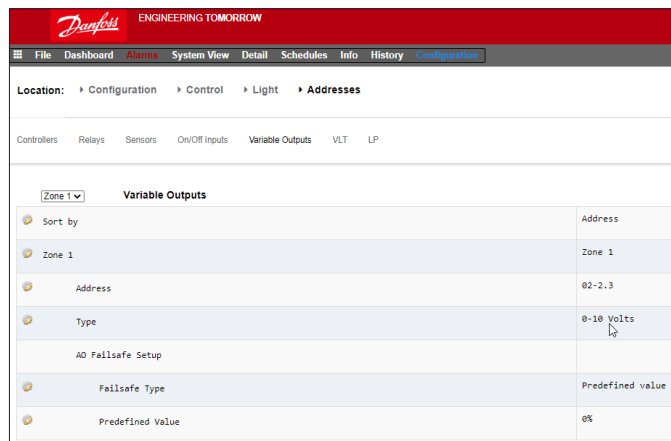 Danfoss
ENGINEERING TOMORROW
File Dashboard Alarms System View Detail Schedules Info History Configuration
Location: Configuration Control Light Addresses
Controllers Relays Sensors On/Off Inputs Variable Outputs VLT LP
Zone 1 Variable Outputs
Sort by Address
Zone 1 Zone 1
Address 02-2.3
Type 0-10 Volts
AO Failsafe Setup
Failsafe Type Predefined value
Predefined Value 0%